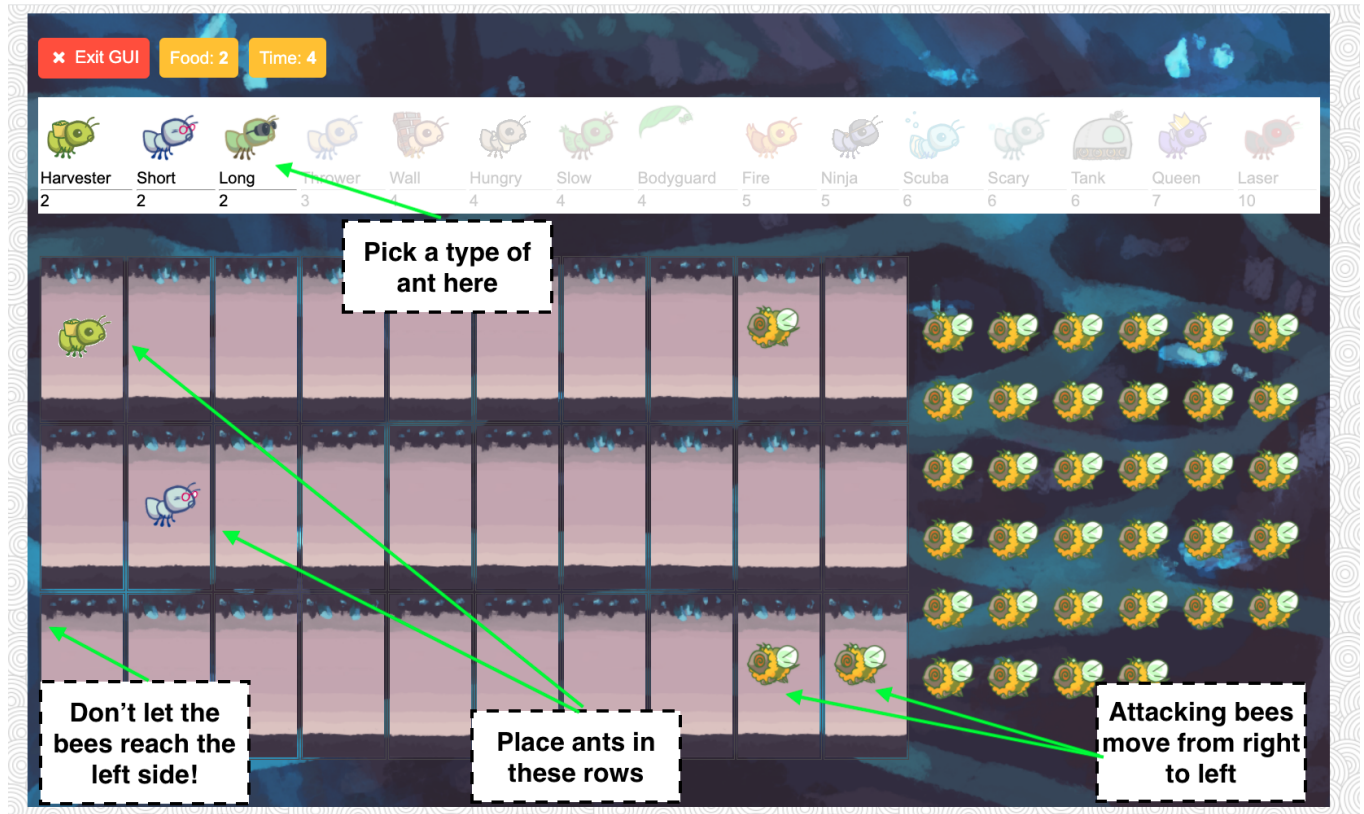 ✖ Exit GUI Food: 2 Time: 4
Harvester Short Long Thrower Wall Hungry Slow Bodyguard Fire Ninja Scuba Scary Tank Queen Laser
2 2 2 3 4 4 4 4 5 5 6 6 6 7 10
Pick a type of
ant here
Don't let the
bees reach the
left side!
Place ants in
these rows
Attacking bees
move from right
to left